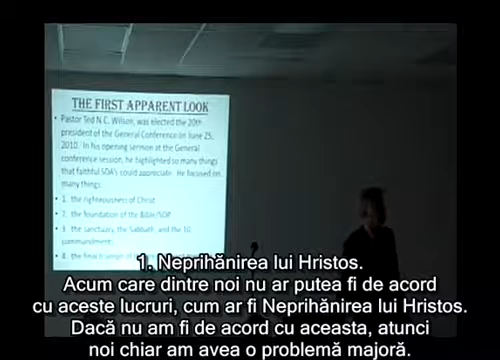 THE FIRST APPARENT LOOK
• Pastor Ted N.C. Wilson, was elected the 20th
president of the General Conference on June 25,
2010. In his opening sermon at the General
conference session, he highlighted so many things
that faithful SDA's could appreciate. He focused on
many things:
• 1. the righteousness of Christ
• 2. the foundation of the Bible/SOP
• 3. the sanctuary, the Sabbath, and the 10
commandments
• 4. the final
1. Neprihănirea lui Hristos.
Acum care dintre noi nu ar putea fi de acord
cu aceste lucruri, cum ar fi Neprihănirea lui Hristos.
Dacă nu am fi de acord cu aceasta, atunci
noi chiar am avea o problemă majoră.